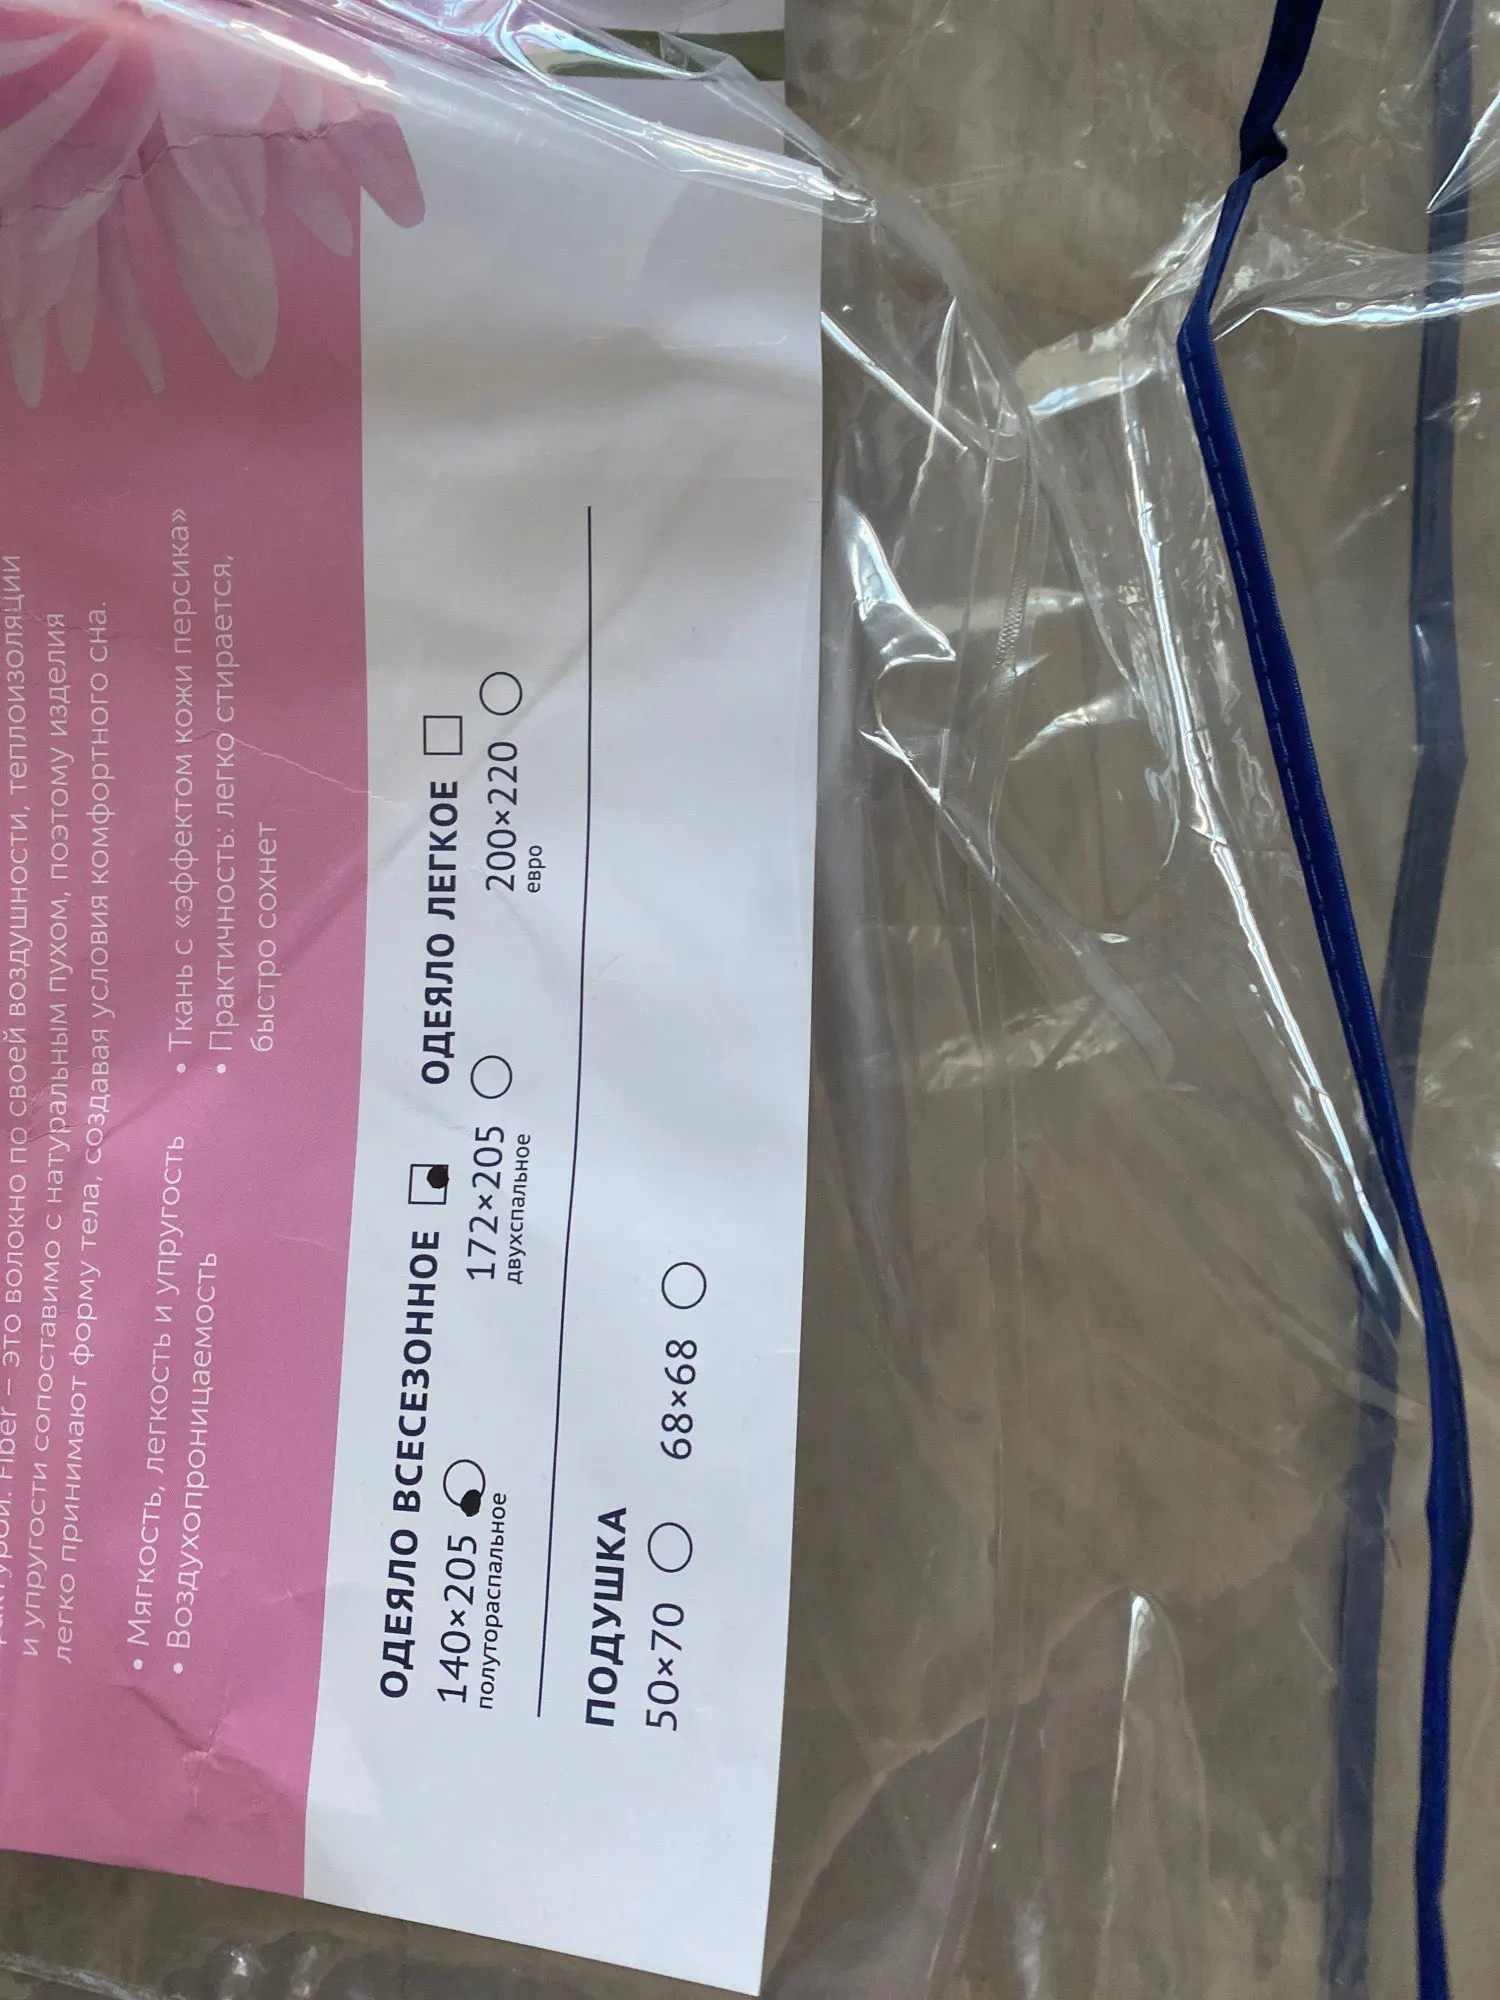 Fiber – это волокно по своей воздушности, теплоизоляции
и упругости сопоставимо с натуральным пухом, поэтому изделия
легко принимают форму тела, создавая условия комфортного сна.
• Мягкость, легкость и упругость
• Воздухопроницаемость
• Ткань с «эффектом кожи персика»
• Практичность: легко стирается,
быстро сохнет
ОДЕЯЛО ВСЕСЕЗОННОЕ ОДЕЯЛО ЛЕГКОЕ
140×205 172×205 200×220
полутораспальное двухспальное евро
ПОДУШКА
50×70 68×68